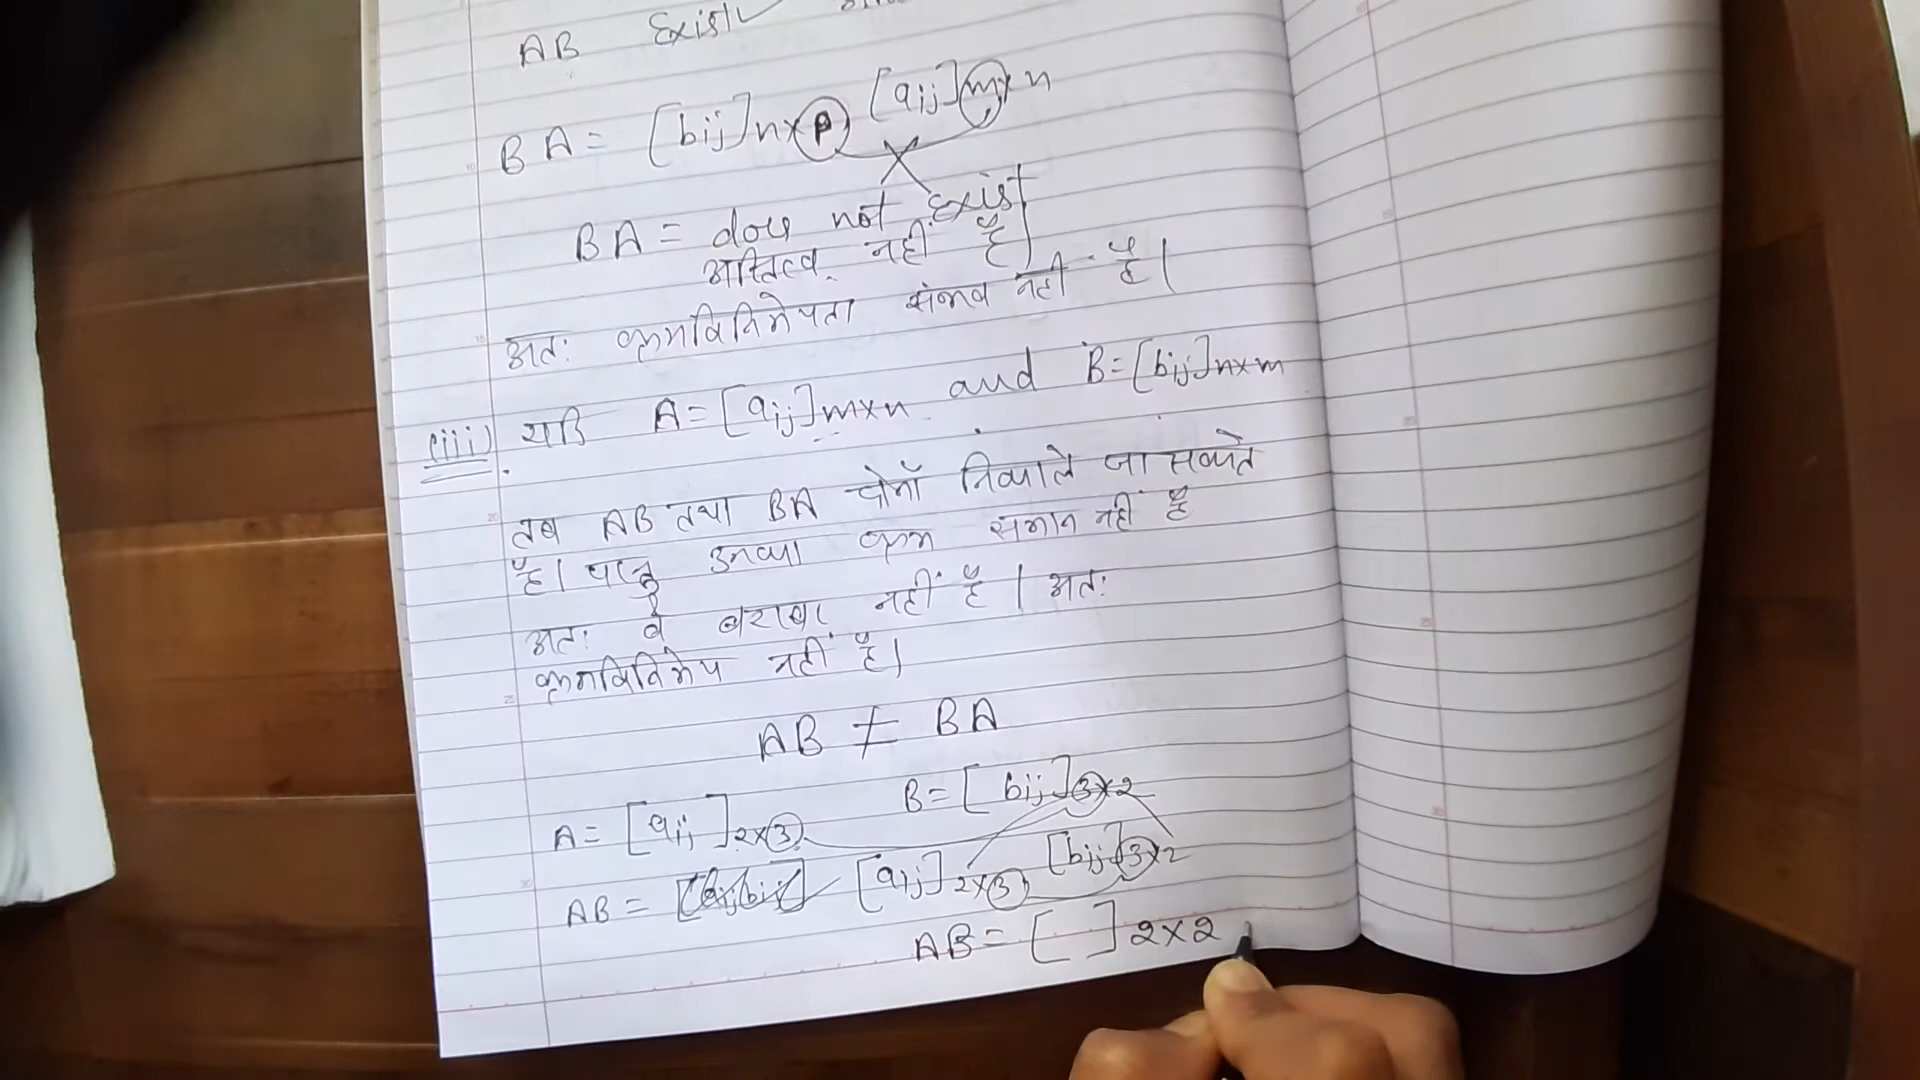 AB Exist
BA = [bij]n×p [aij]m×n
BA = does not Exist
अस्तित्व नहीं है|
अतः क्रमविनिमेयता संभव नहीं है|
(iii) यदि A = [aij]m×n and B = [bij]n×m
तब AB तथा BA दोनों निकाले जा सकते
है| परन्तु उनका क्रम समान नहीं है
अतः वे बराबर नहीं है | अतः
क्रमविनिमेय नहीं है|
AB ≠ BA
A = [aij]2×3 B = [bij]3×2
AB = [aij]2×3 [bij]3×2
AB = [ ]2×2